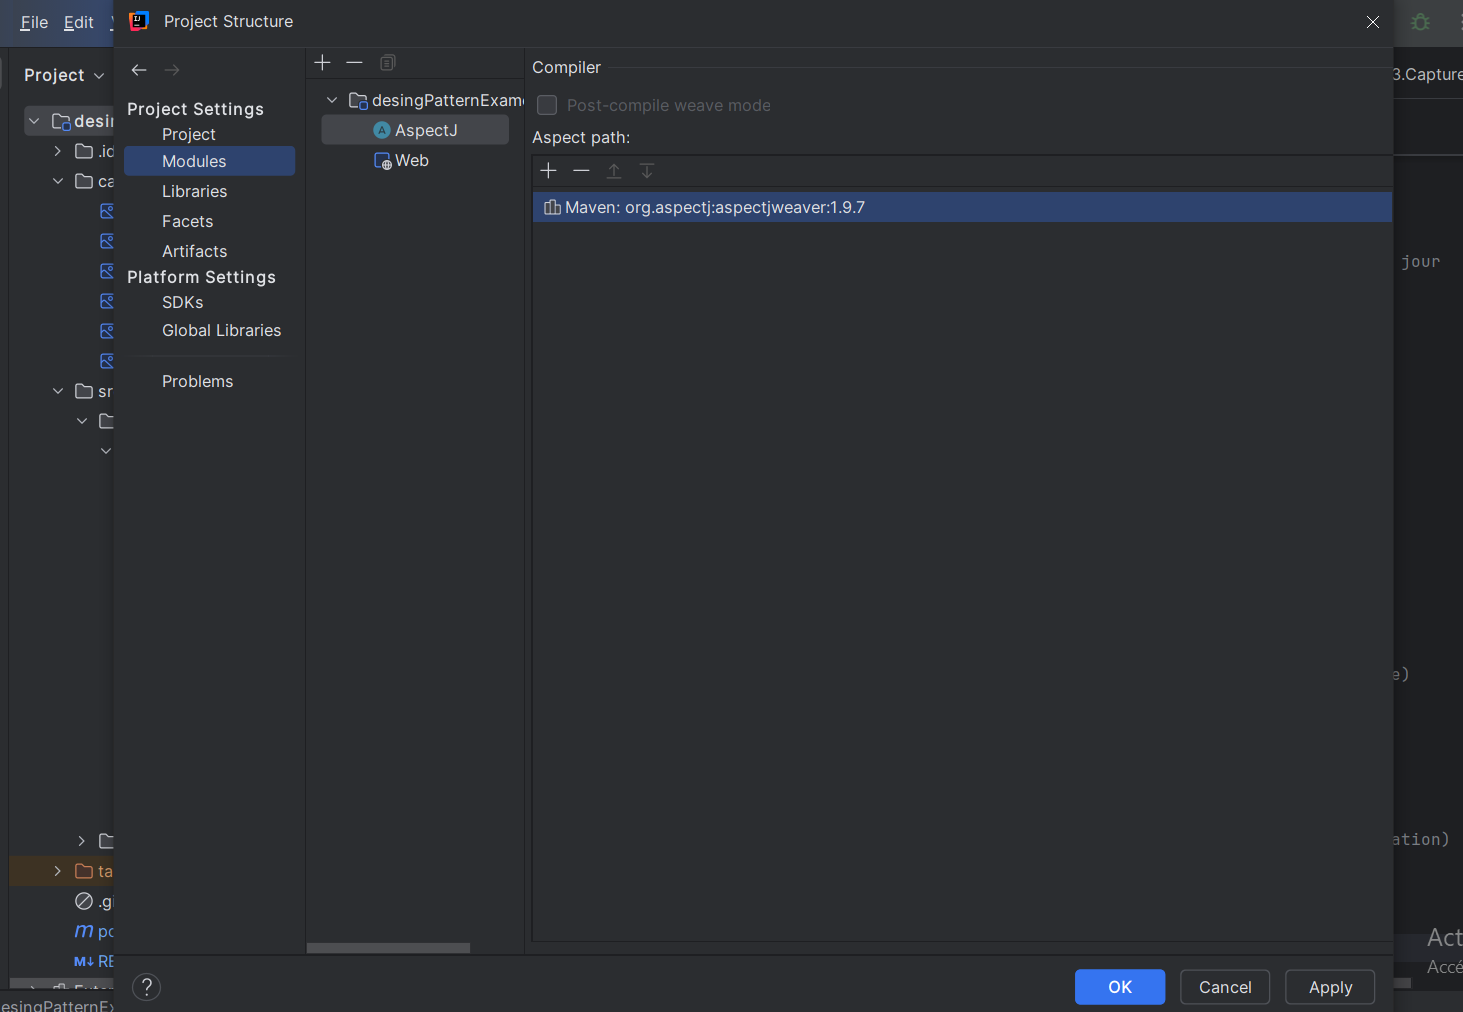 File Edit
Project Structure
Project
3.Capture
Project Settings
Project
Modules
Libraries
Facets
Artifacts
Platform Settings
SDKs
Global Libraries
Problems
desingPatternExam
AspectJ
Web
Compiler
Post-compile weave mode
Aspect path:
Maven: org.aspectj:aspectjweaver:1.9.7
desi
.id
ca
sr
ta
.gi
po
RE
jour
e)
ation)
Act
Accé
esingPatternEx
?
OK
Cancel
Apply